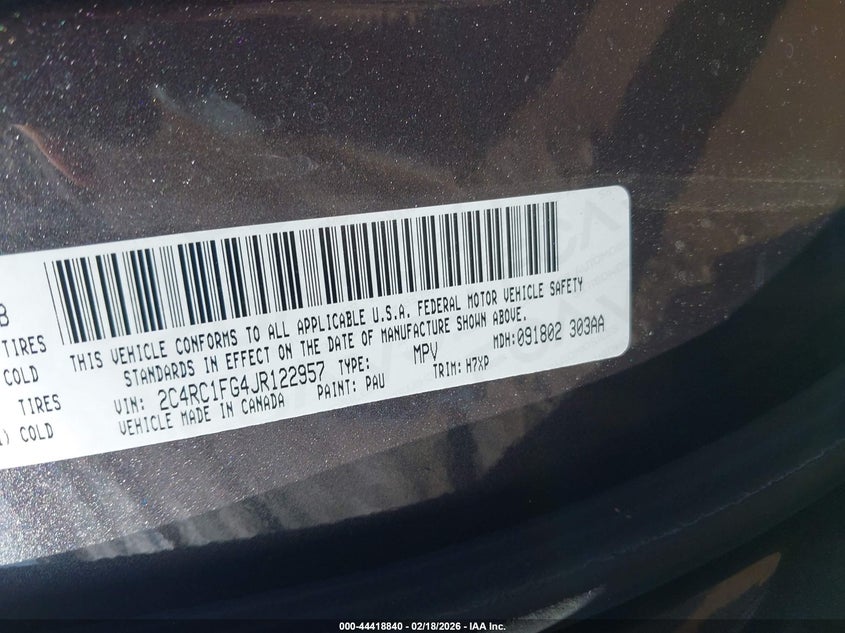 B
TIRES
COLD
TIRES
) COLD
THIS VEHICLE CONFORMS TO ALL APPLICABLE U.S.A. FEDERAL MOTOR VEHICLE SAFETY
STANDARDS IN EFFECT ON THE DATE OF MANUFACTURE SHOWN ABOVE.
VIN: 2C4RC1FG4JR122957 TYPE: MPV MDH:091802 303AA
VEHICLE MADE IN CANADA PAINT: PAU TRIM: H7XP
000-44418840 - 02/18/2026 - IAA Inc.